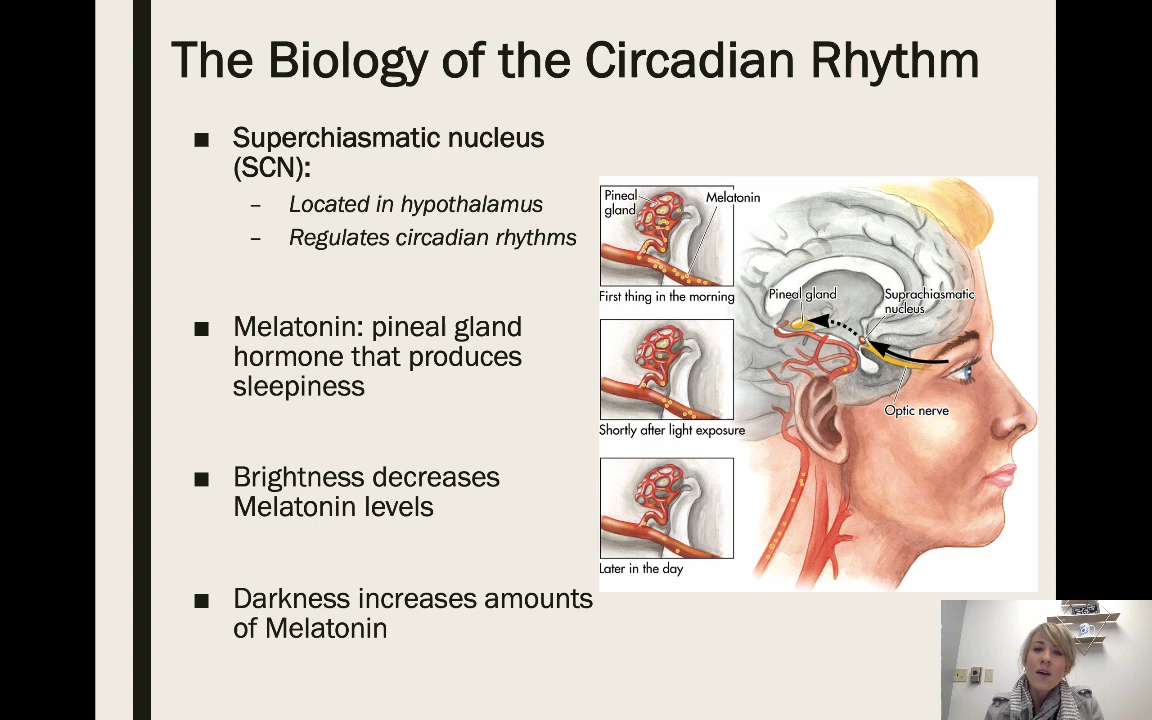 The Biology of the Circadian Rhythm
■ Superchiasmatic nucleus
(SCN):
– Located in hypothalamus
– Regulates circadian rhythms
■ Melatonin: pineal gland
hormone that produces
sleepiness
■ Brightness decreases
Melatonin levels
■ Darkness increases amounts
of Melatonin
Pineal
gland
Melatonin
First thing in the morning
Shortly after light exposure
Later in the day
Pineal gland
Suprachiasmatic
nucleus
Optic nerve